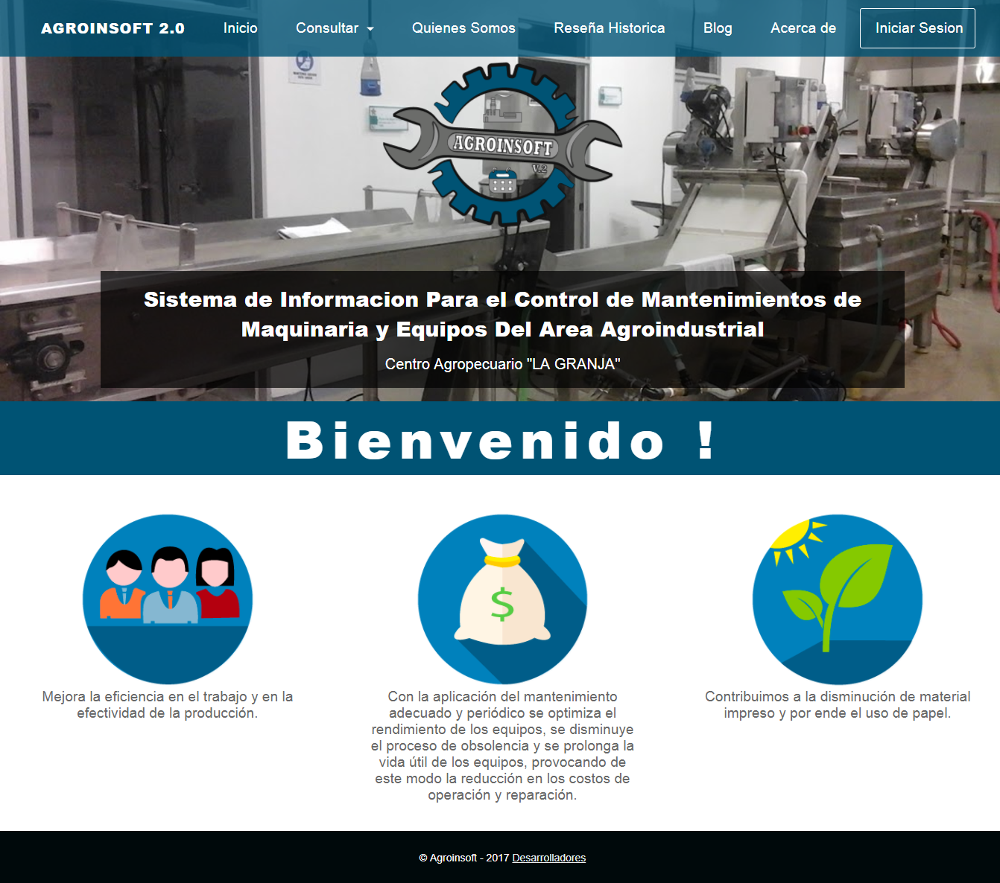 AGROINSOFT 2.0 Inicio Consultar Quienes Somos Reseña Historica Blog Acerca de Iniciar Sesion
AGROINSOFT
V.2
Sistema de Informacion Para el Control de Mantenimientos de
Maquinaria y Equipos Del Area Agroindustrial
Centro Agropecuario "LA GRANJA"
Bienvenido !
$
Mejora la eficiencia en el trabajo y en la
efectividad de la producción.
Con la aplicación del mantenimiento
adecuado y periódico se optimiza el
rendimiento de los equipos, se disminuye
el proceso de obsolencia y se prolonga la
vida útil de los equipos, provocando de
este modo la reducción en los costos de
operación y reparación.
Contribuimos a la disminución de material
impreso y por ende el uso de papel.
© Agroinsoft - 2017 Desarrolladores